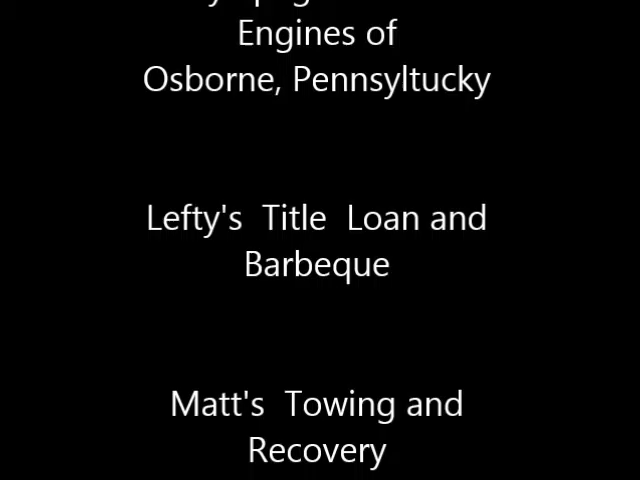 Engines of
Osborne, Pennsyltucky
Lefty's Title Loan and
Barbeque
Matt's Towing and
Recovery